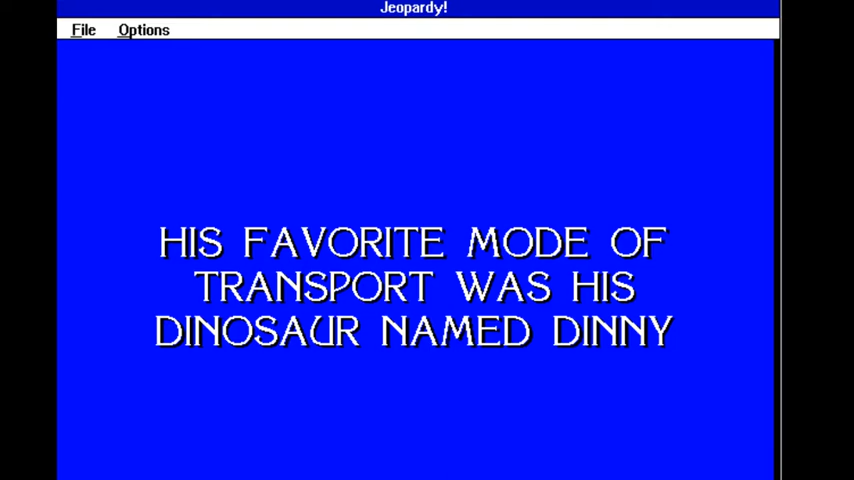 Jeopardy!
File Options
HIS FAVORITE MODE OF
TRANSPORT WAS HIS
DINOSAUR NAMED DINNY